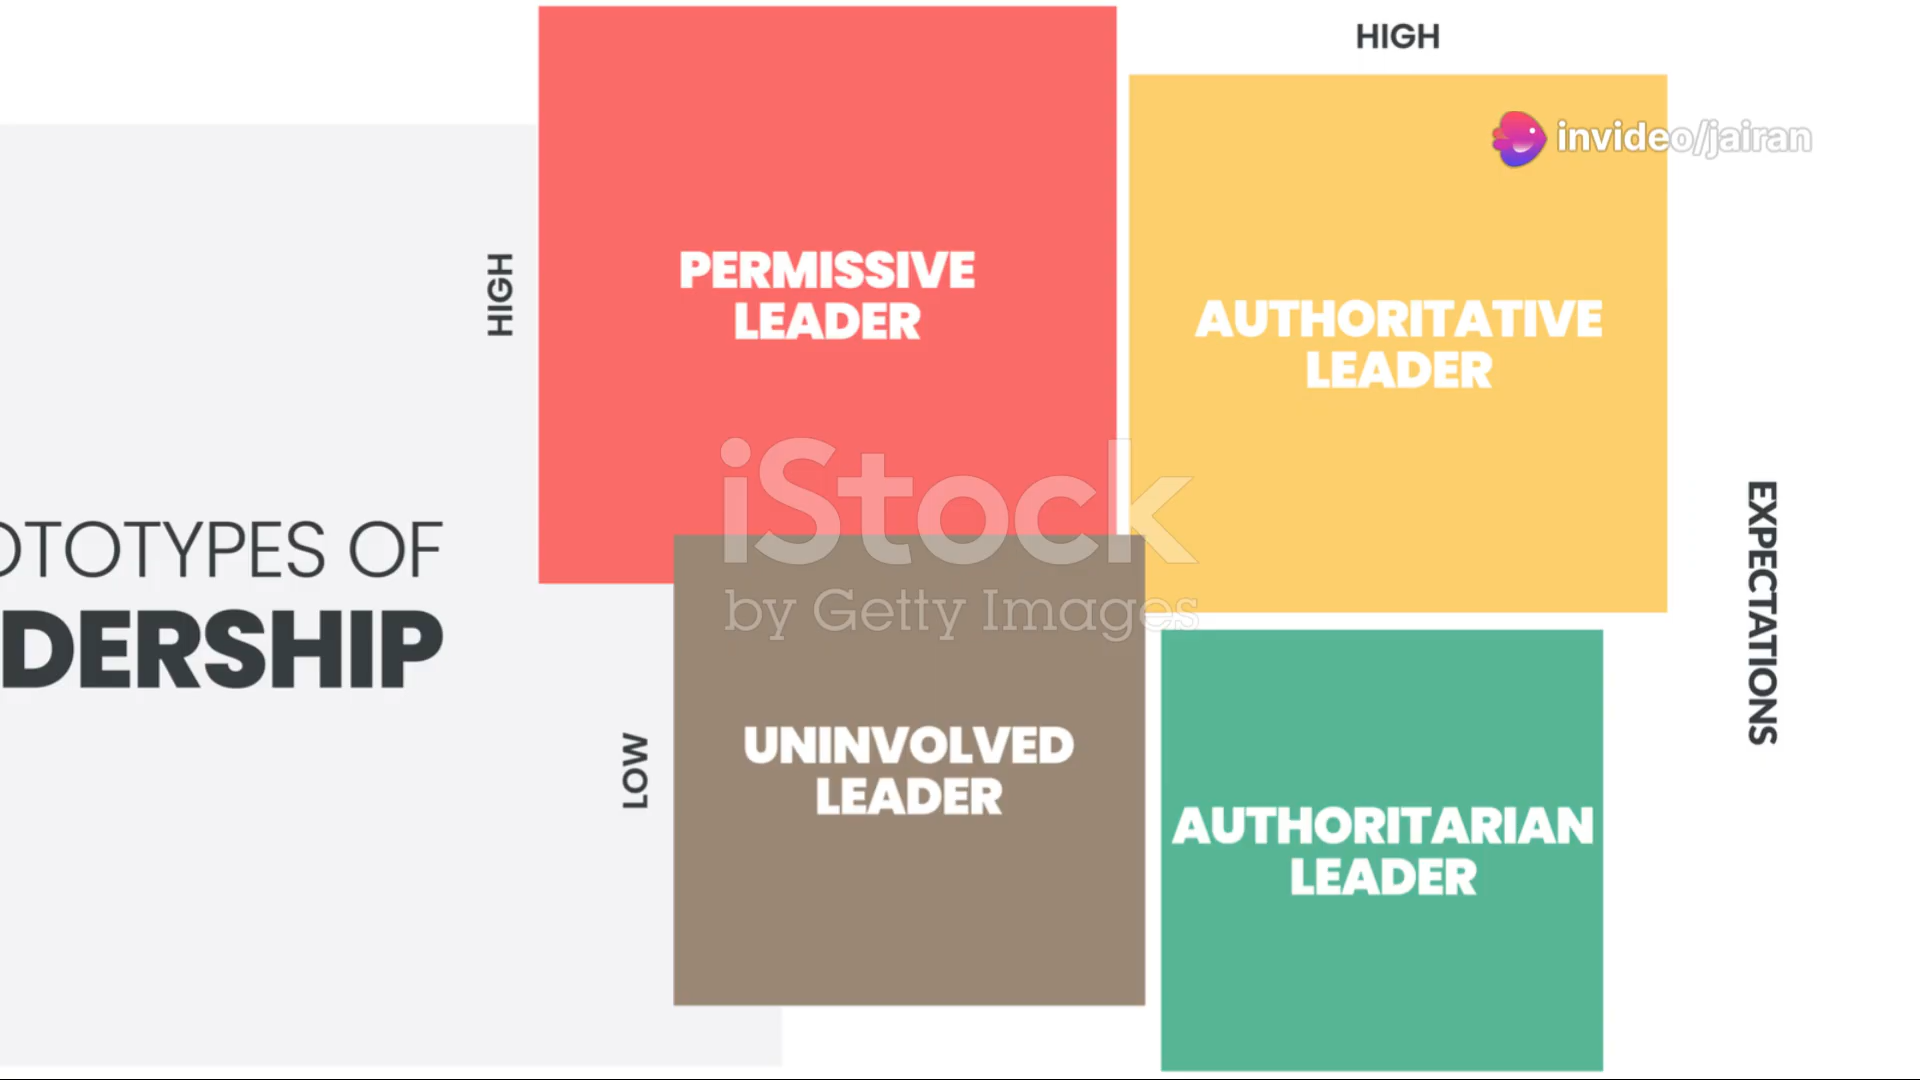 HIGH
invideo/jairan
HIGH
PERMISSIVE
LEADER
AUTHORITATIVE
LEADER
iStock
by Getty Images
OTOTYPES OF
DERSHIP
EXPECTATIONS
LOW
UNINVOLVED
LEADER
AUTHORITARIAN
LEADER